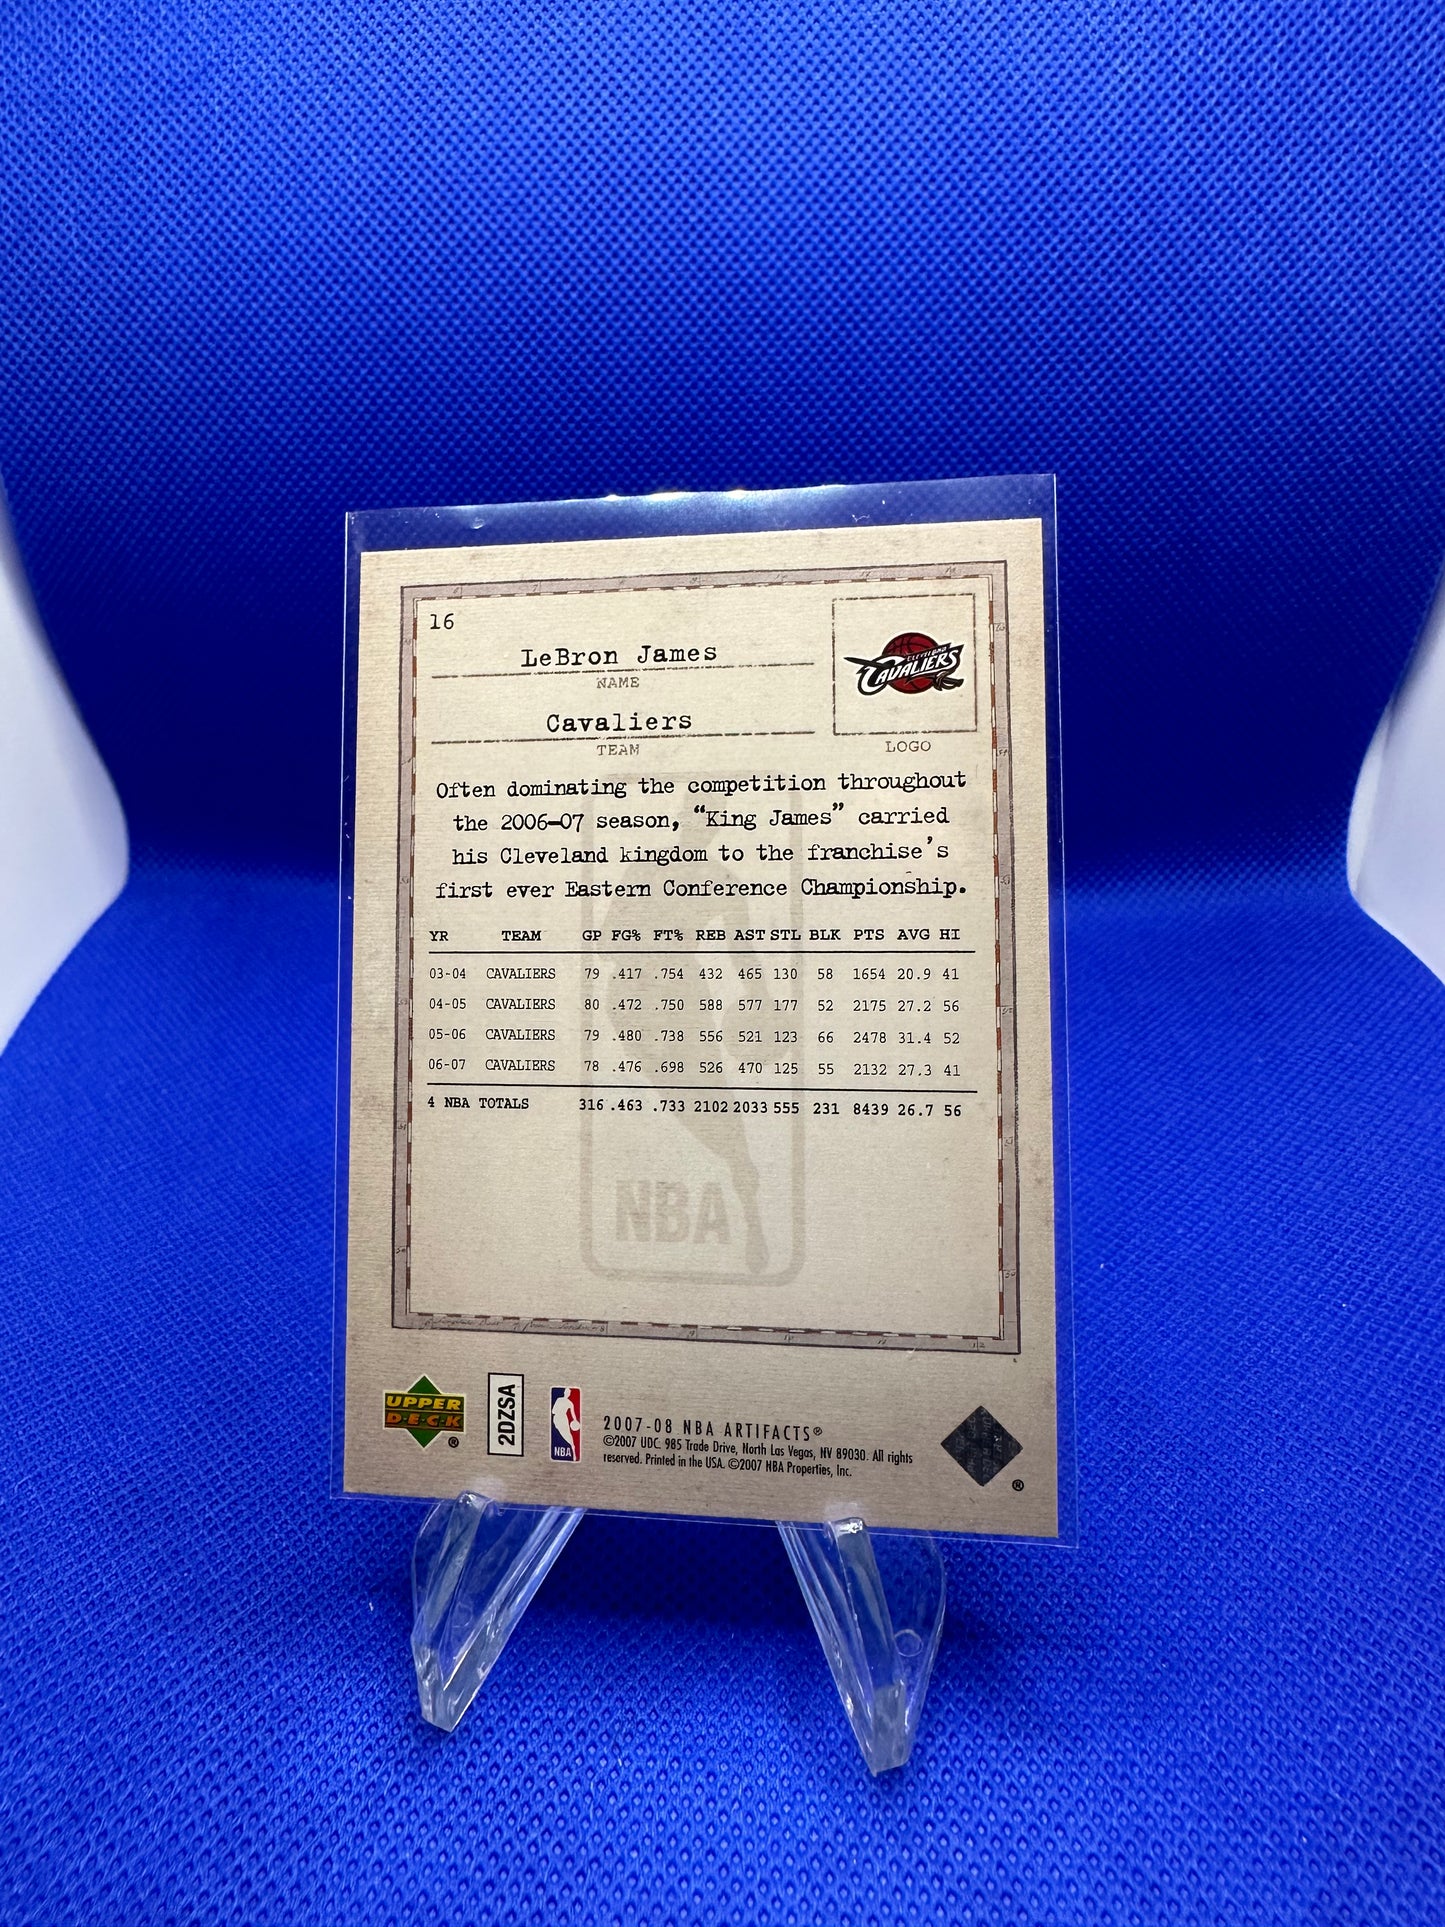 16
LeBron James
NAME
Cavaliers
TEAM
CLEVELAND
CAVALIERS
LOGO
Often dominating the competition throughout
the 2006-07 season, “King James” carried
his Cleveland kingdom to the franchise’s
first ever Eastern Conference Championship.
YR TEAM GP FG% FT% REB AST STL BLK PTS AVG HI
03-04 CAVALIERS 79 .417 .754 432 465 130 58 1654 20.9 41
04-05 CAVALIERS 80 .472 .750 588 577 177 52 2175 27.2 56
05-06 CAVALIERS 79 .480 .738 556 521 123 66 2478 31.4 52
06-07 CAVALIERS 78 .476 .698 526 470 125 55 2132 27.3 41
4 NBA TOTALS 316 .463 .733 2102 2033 555 231 8439 26.7 56
NBA
UPPER
D·E·C·K
®
2DZSA
NBA
2007-08 NBA ARTIFACTS®
©2007 UDC. 985 Trade Drive, North Las Vegas, NV 89030. All rights
reserved. Printed in the USA. ©2007 NBA Properties, Inc.
®